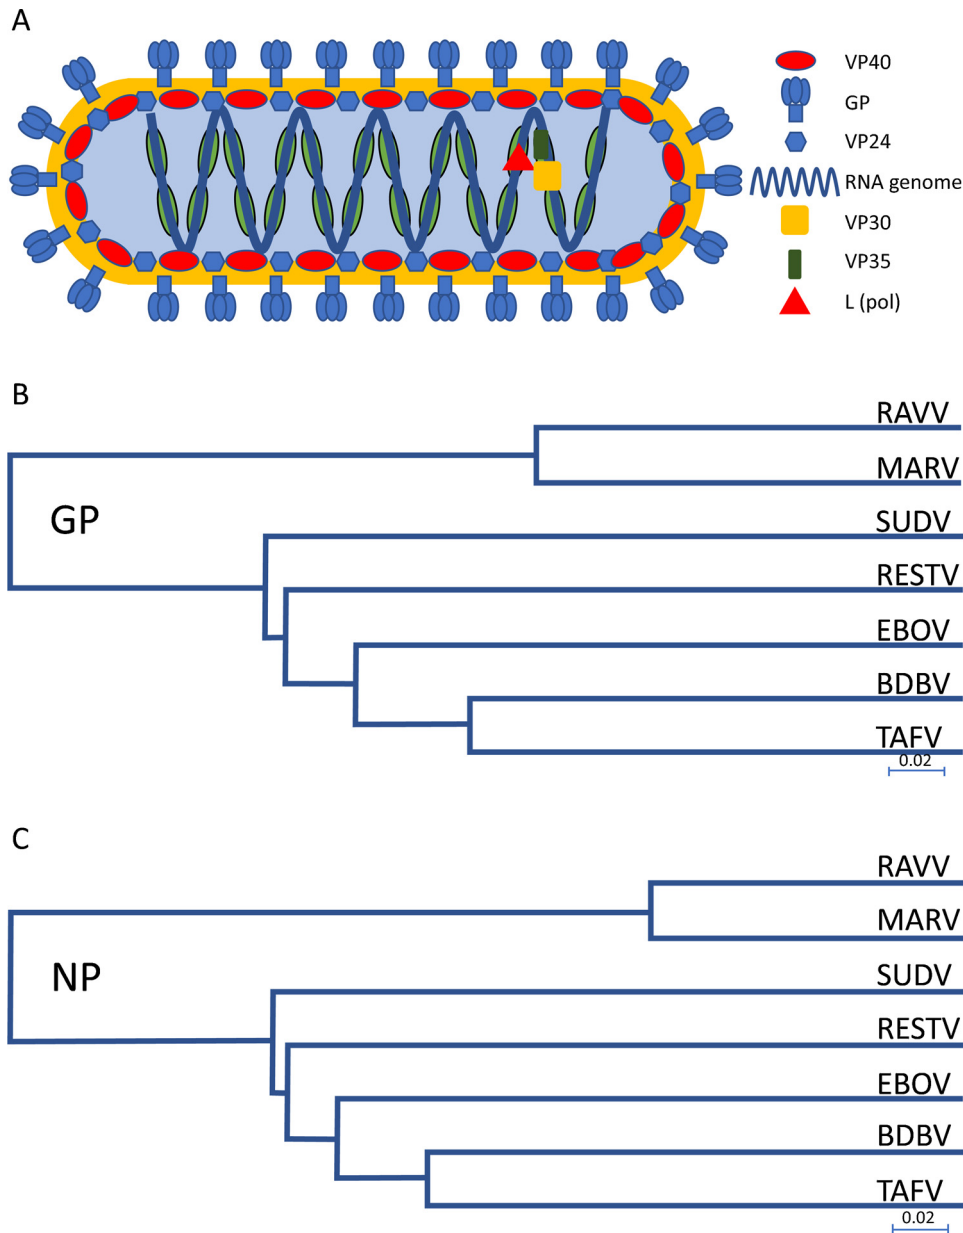 A
VP40
GP
VP24
RNA genome
VP30
VP35
L (pol)
B
GP
RAVV
MARV
SUDV
RESTV
EBOV
BDBV
TAFV
0.02
C
NP
RAVV
MARV
SUDV
RESTV
EBOV
BDBV
TAFV
0.02